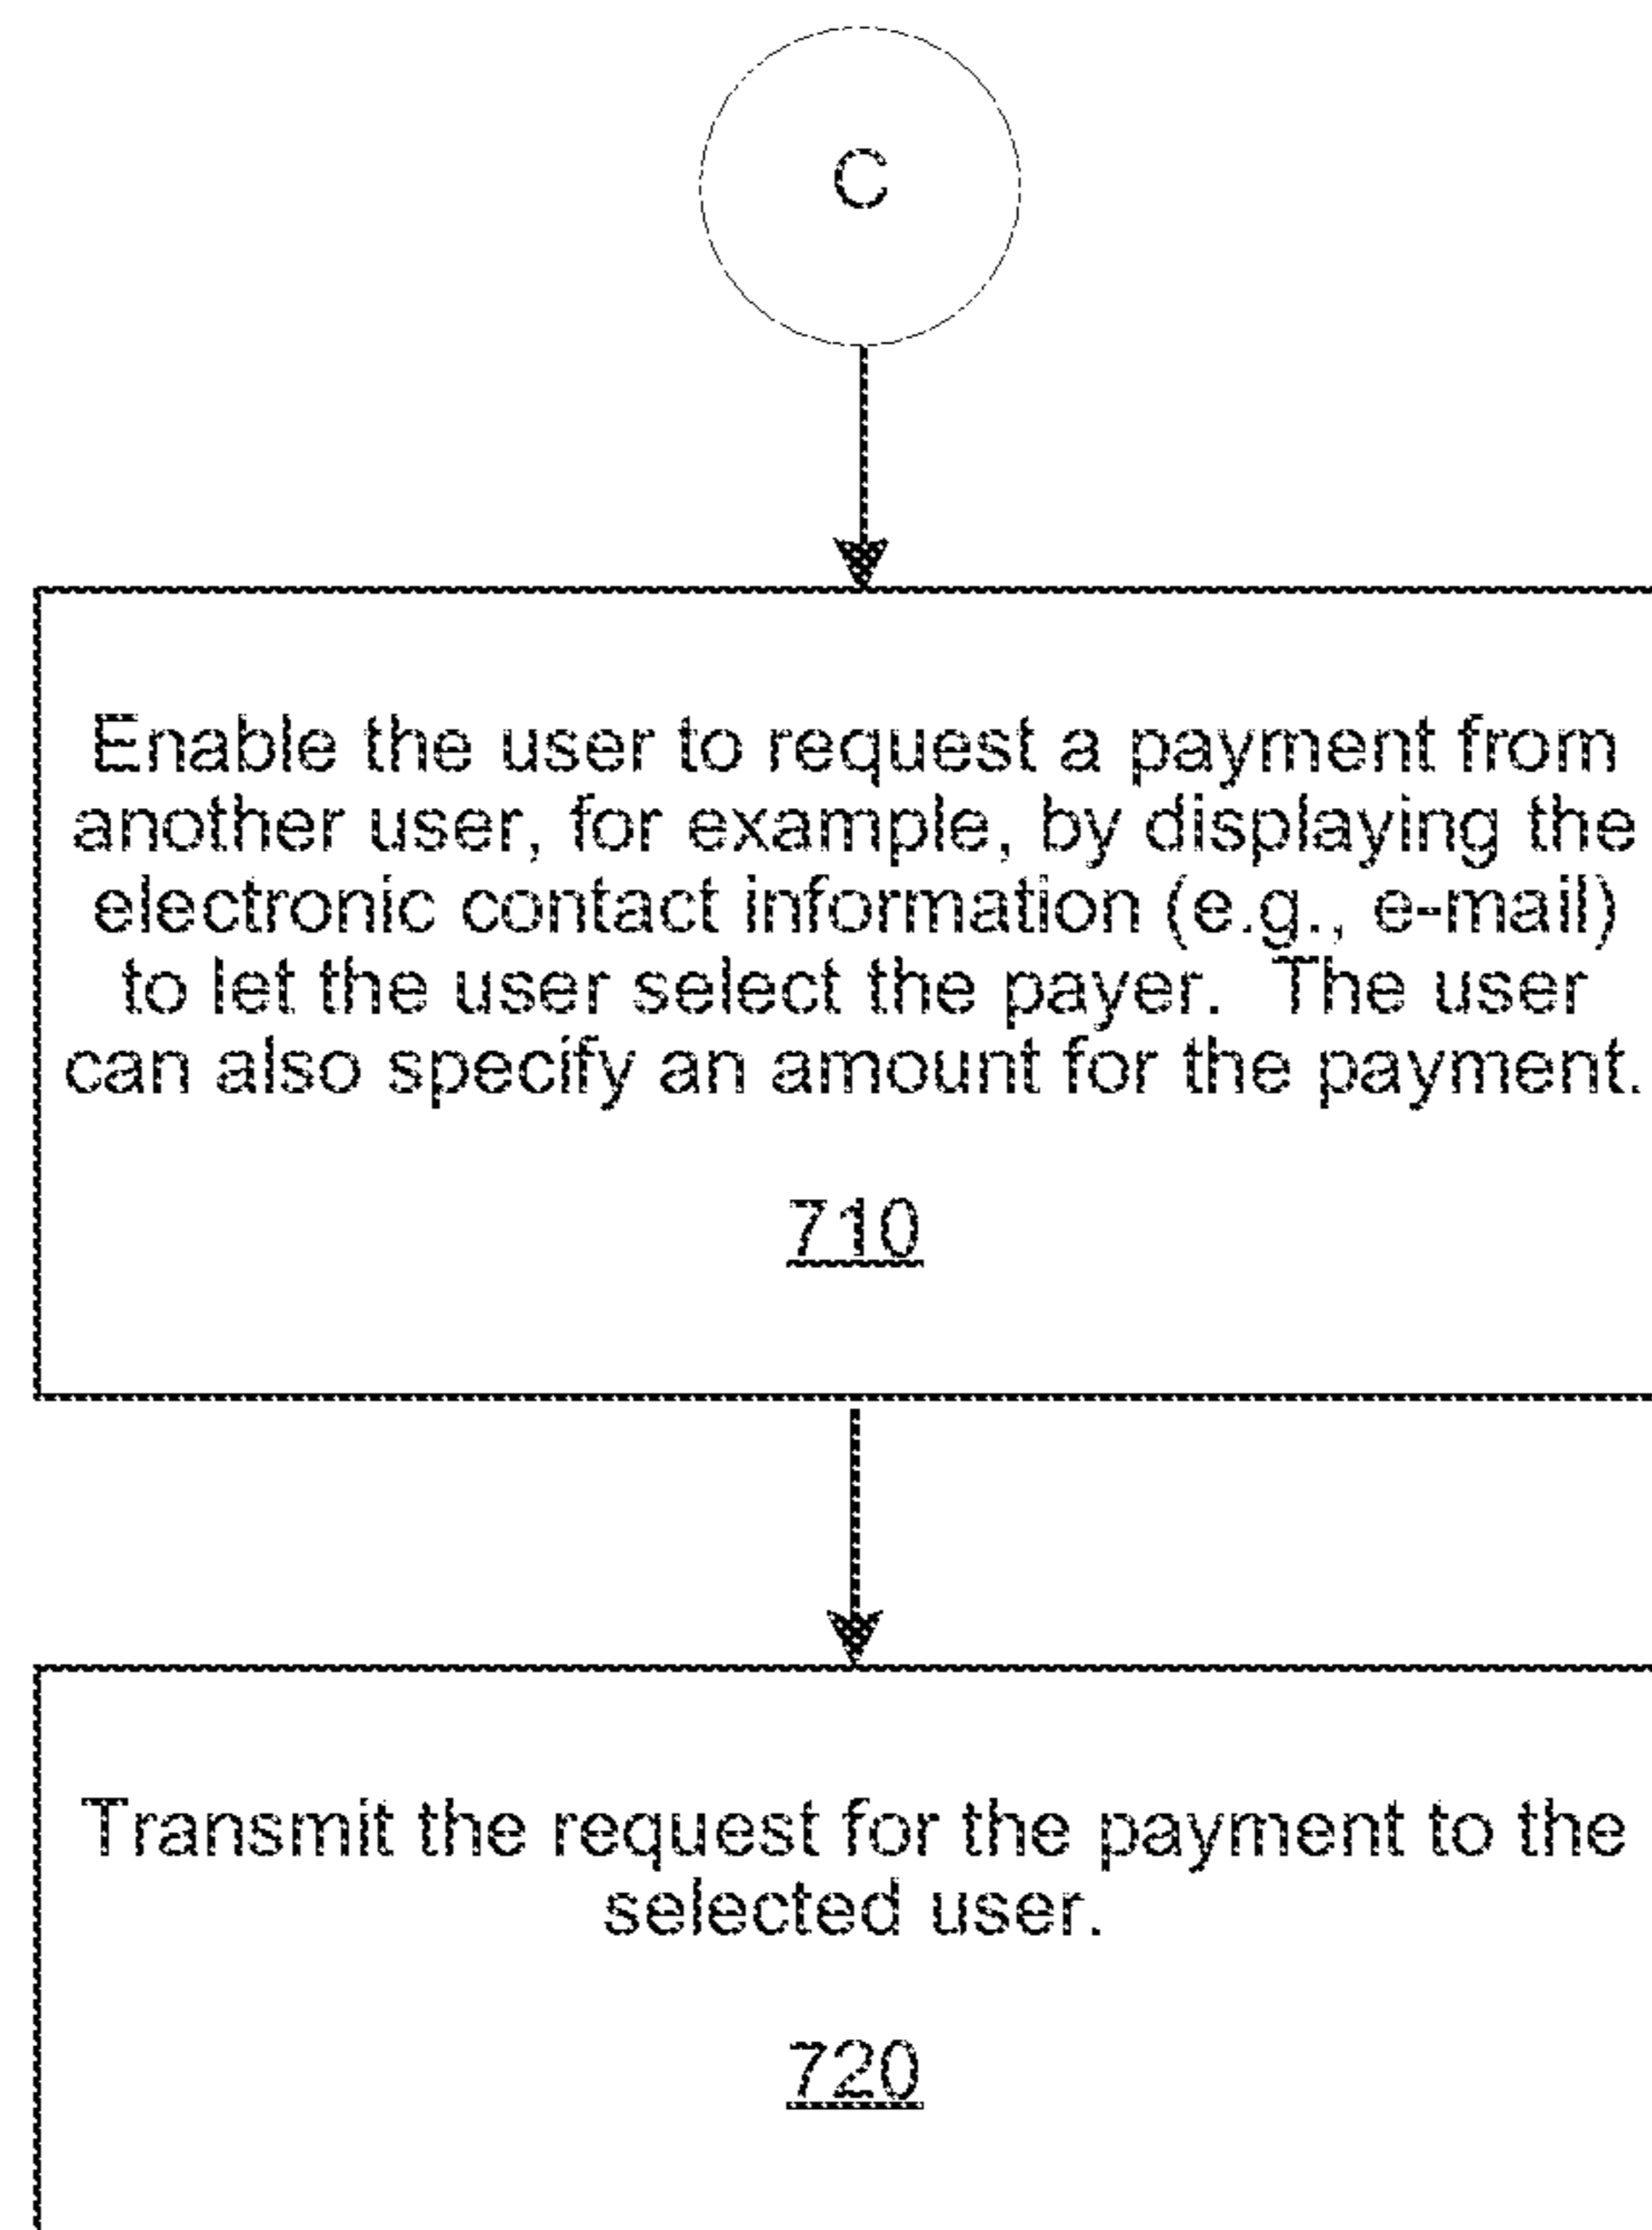 C
Enable the user to request a payment from
another user, for example, by displaying the
electronic contact information (e.g., e-mail)
to let the user select the payer. The user
can also specify an amount for the payment.
710
Transmit the request for the payment to the
selected user.
720